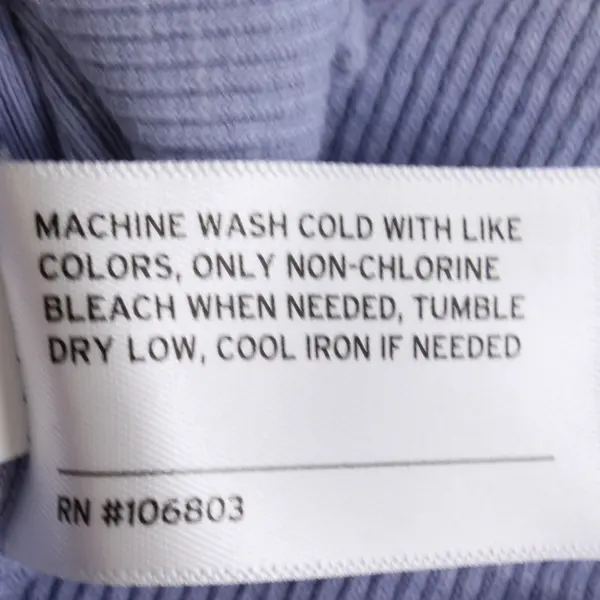 MACHINE WASH COLD WITH LIKE
COLORS, ONLY NON-CHLORINE
BLEACH WHEN NEEDED, TUMBLE
DRY LOW, COOL IRON IF NEEDED
RN #106803